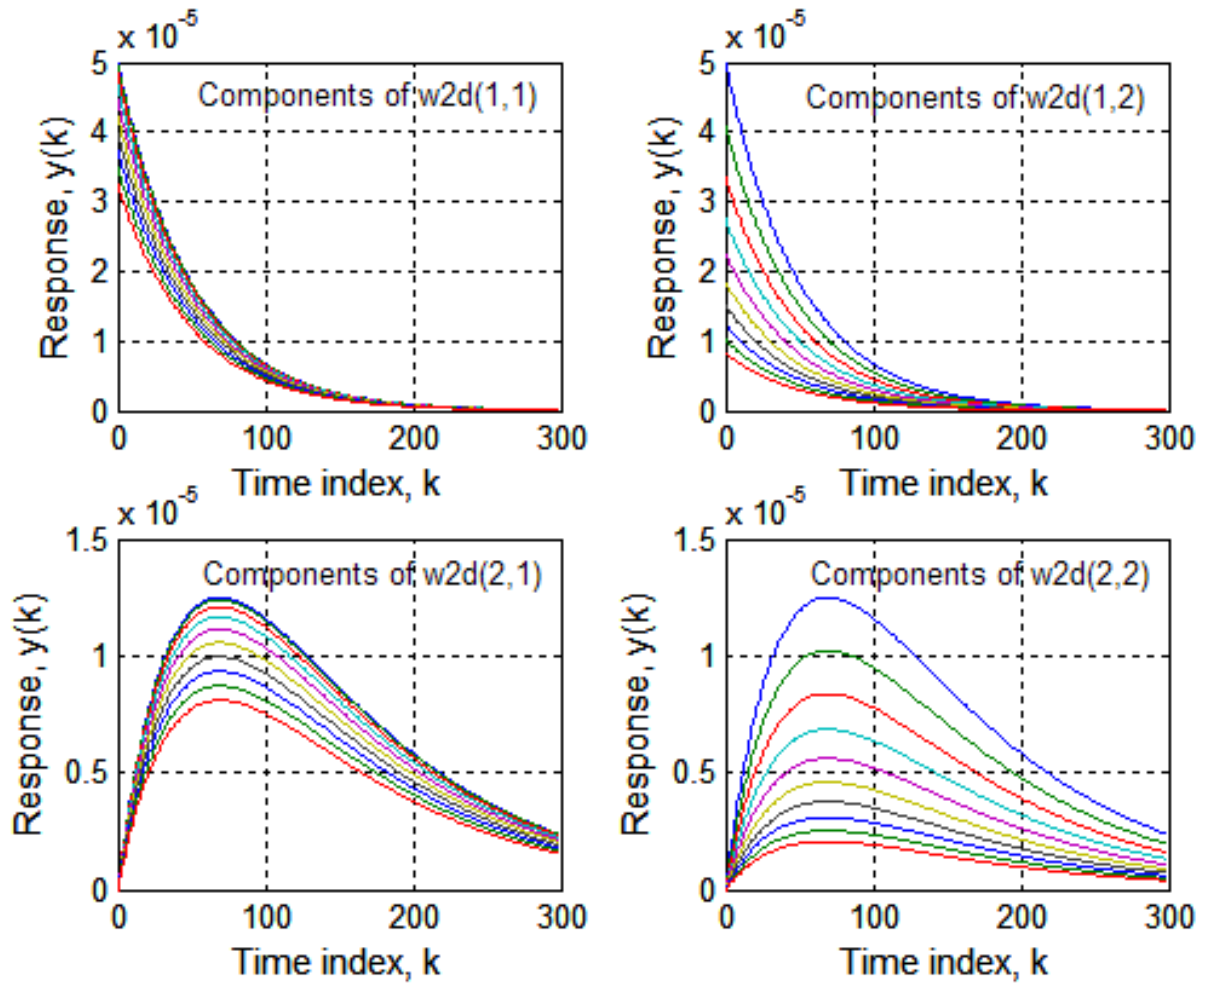 x 10-5
5
4
3
2
1
0
Response, y(k)
Components of w2d(1,1)
0 100 200 300
Time index, k
x 10-5
5
4
3
2
1
0
Response, y(k)
Components of w2d(1,2)
0 100 200 300
Time index, k
x 10-5
1.5
1
0.5
0
Response, y(k)
Components of w2d(2,1)
0 100 200 300
Time index, k
x 10-5
1.5
1
0.5
0
Response, y(k)
Components of w2d(2,2)
0 100 200 300
Time index, k